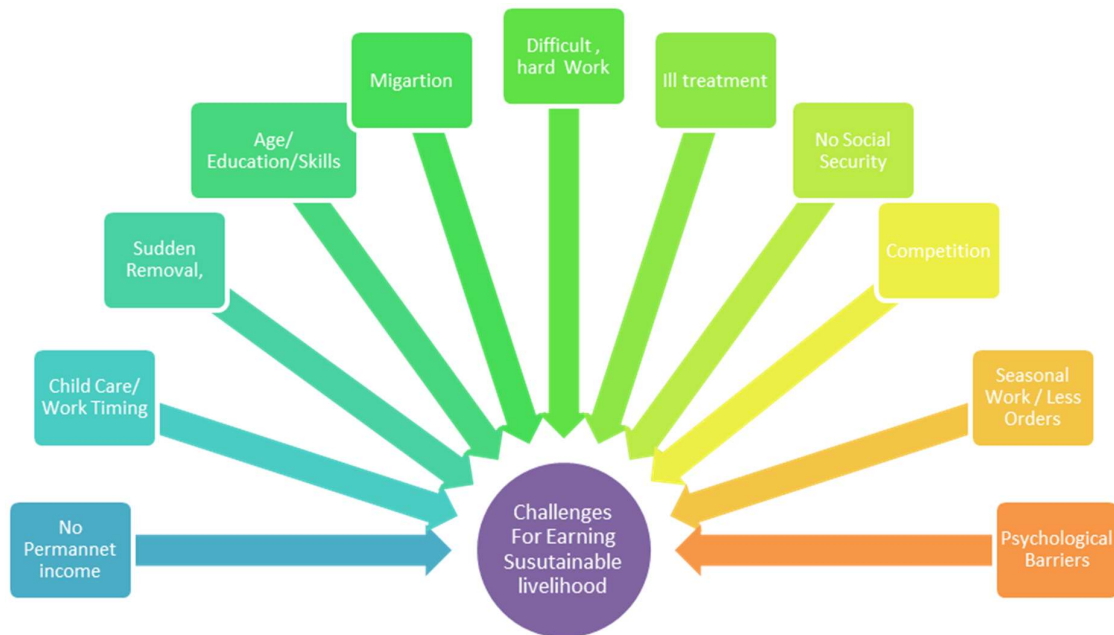 Difficult ,
hard Work
Migartion
Ill treatment
Age/
Education/Skills
No Social
Security
Sudden
Removal,
Competition
Child Care/
Work Timing
Seasonal
Work / Less
Orders
No
Permannet
income
Challenges
For Earning
Susutainable
livelihood
Psychological
Barriers